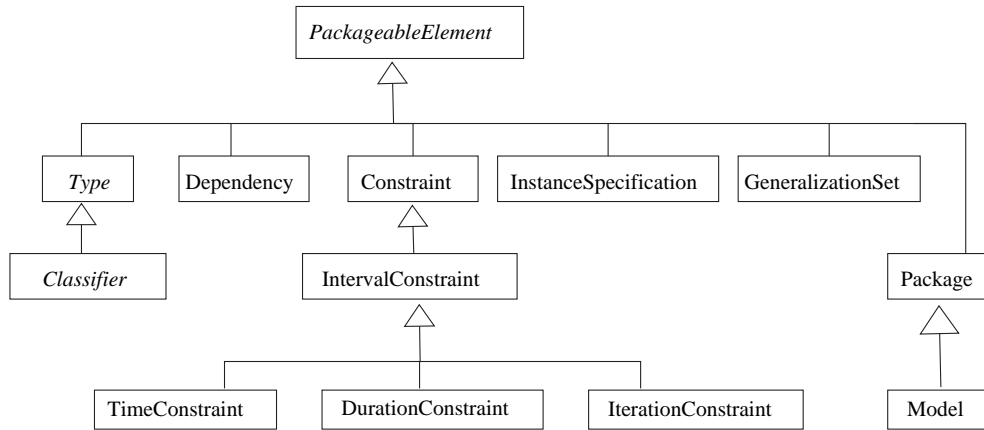 PackageableElement
Type
Dependency
Constraint
InstanceSpecification
GeneralizationSet
Classifier
IntervalConstraint
Package
TimeConstraint
DurationConstraint
IterationConstraint
Model